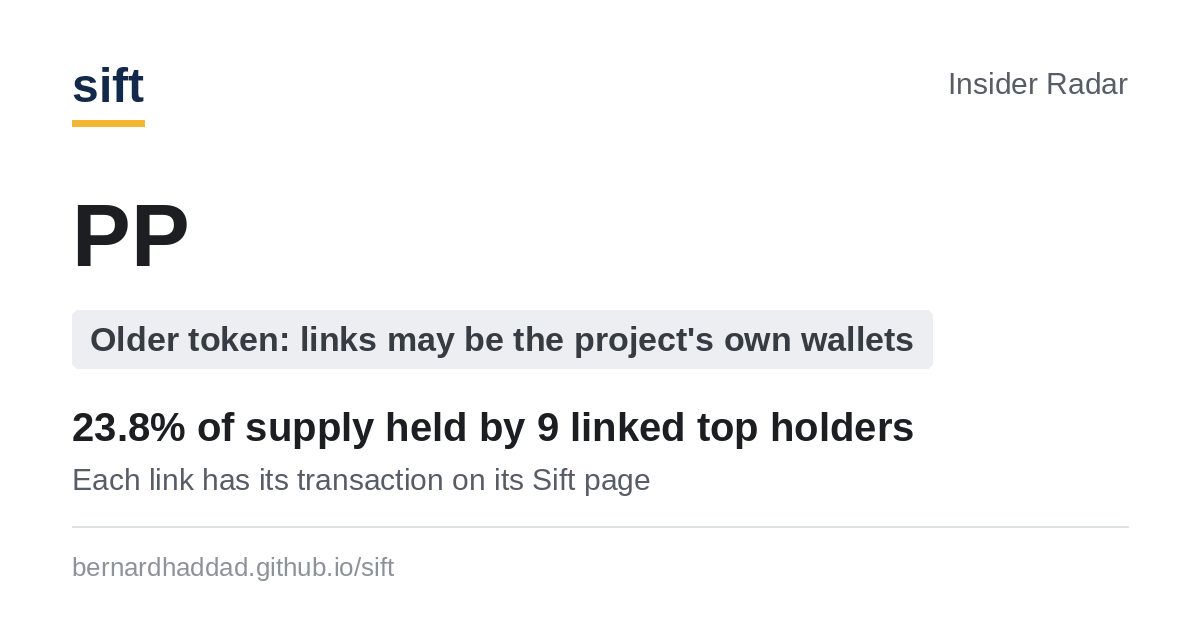 sift
Insider Radar
PP
Older token: links may be the project's own wallets
23.8% of supply held by 9 linked top holders
Each link has its transaction on its Sift page
bernardhaddad.github.io/sift